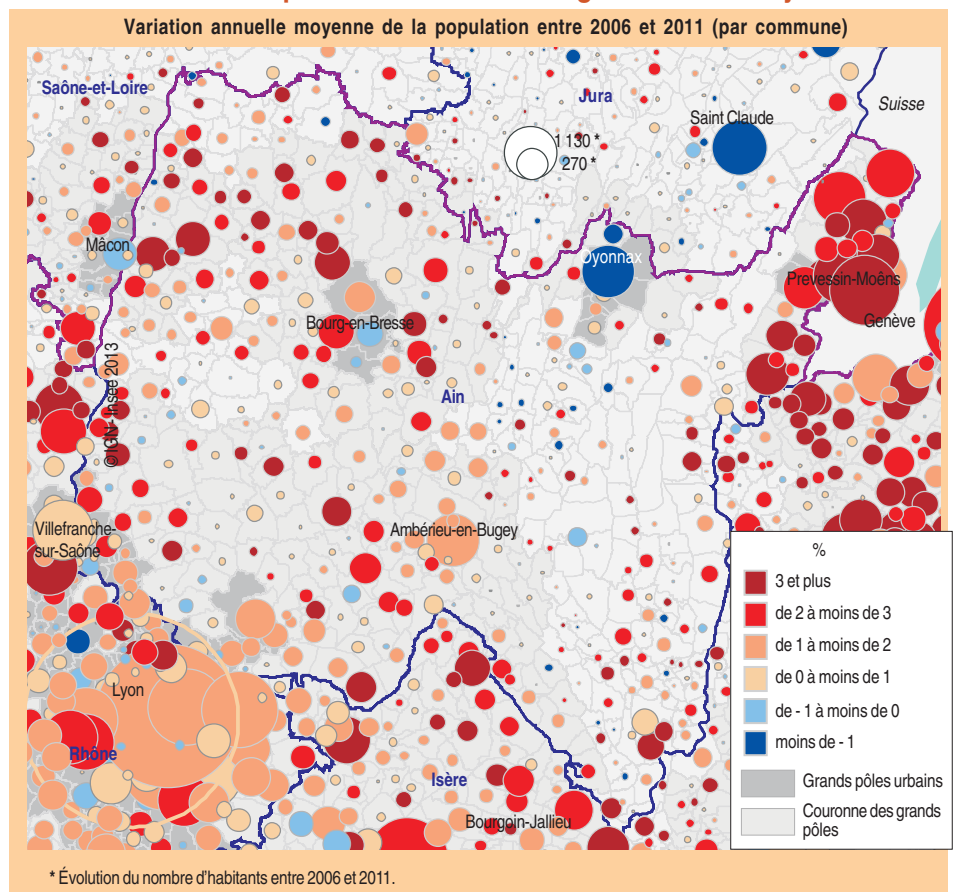 Variation annuelle moyenne de la population entre 2006 et 2011 (par commune)
Saône-et-Loire
Jura
Suisse
Saint Claude
1 130 *
270 *
Mâcon
Oyonnax
Prevessin-Moëns
Genève
Bourg-en-Bresse
©IGN-Insee 2013
Ain
Villefranche-
sur-Saône
Ambérieu-en-Bugey
Lyon
Rhône
Isère
Bourgoin-Jallieu
%
3 et plus
de 2 à moins de 3
de 1 à moins de 2
de 0 à moins de 1
de - 1 à moins de 0
moins de - 1
Grands pôles urbains
Couronne des grands
pôles
* Évolution du nombre d'habitants entre 2006 et 2011.